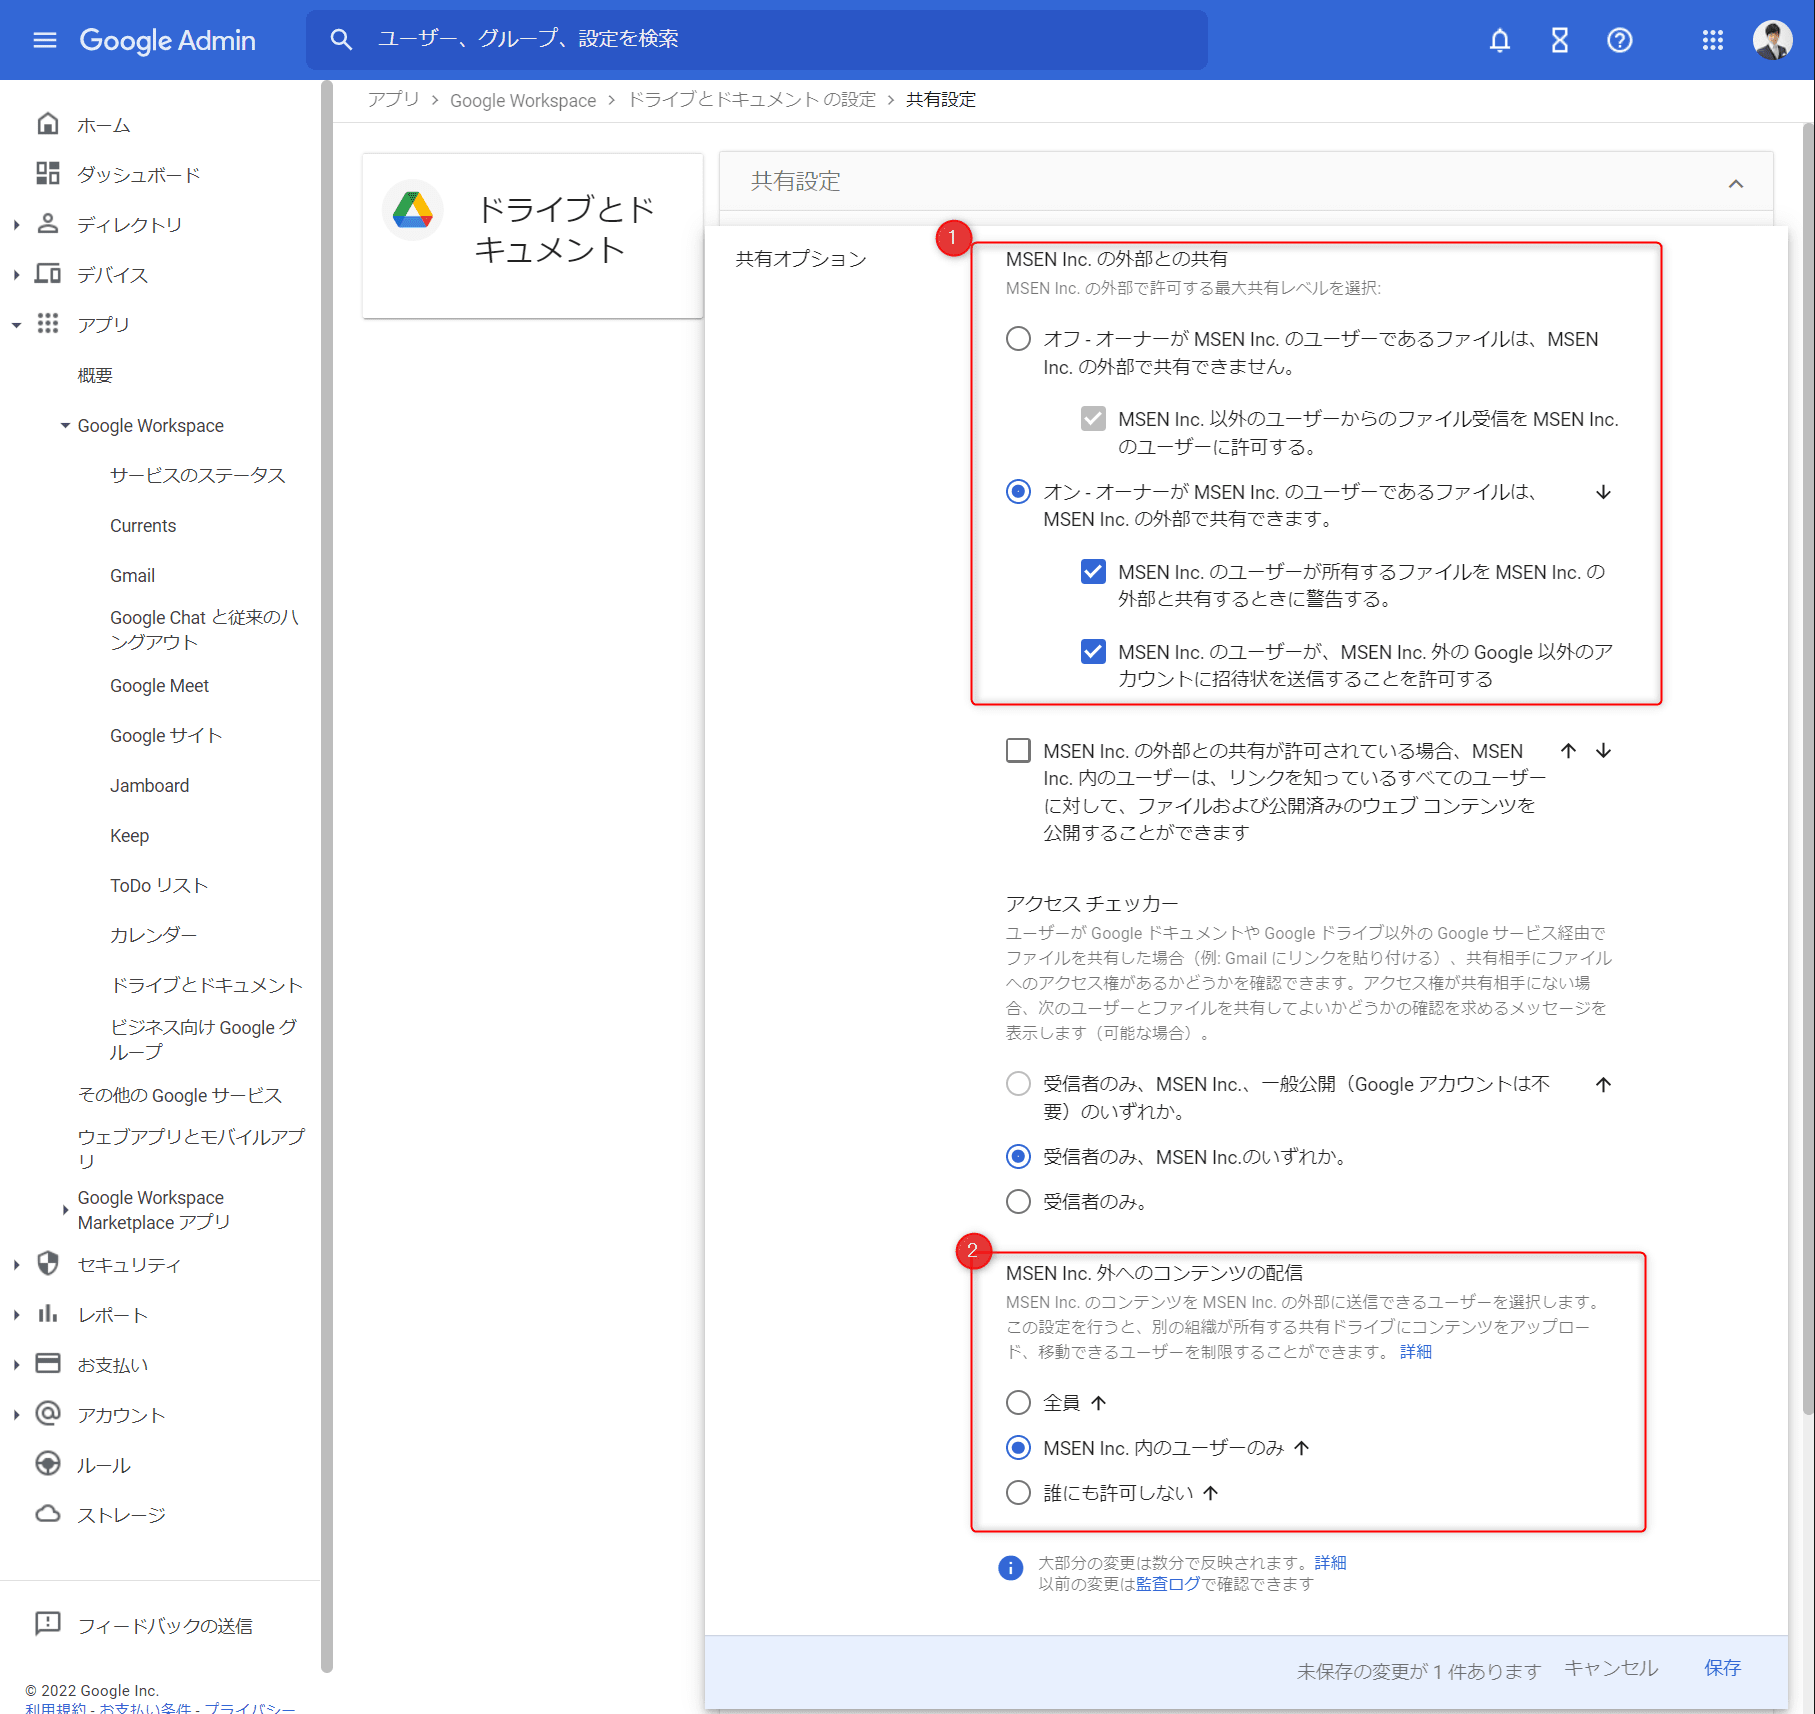 Google Admin
ユーザー、グループ、設定を検索
アプリ > Google Workspace > ドライブとドキュメント の設定 > 共有設定
ホーム
ダッシュボード
ディレクトリ
デバイス
アプリ
概要
Google Workspace
サービスのステータス
Currents
Gmail
Google Chat と従来のハ
ングアウト
Google Meet
Google サイト
Jamboard
Keep
ToDo リスト
カレンダー
ドライブとドキュメント
ビジネス向け Google グ
ループ
その他の Google サービス
ウェブアプリとモバイルアプ
リ
Google Workspace
Marketplace アプリ
セキュリティ
レポート
お支払い
アカウント
ルール
ストレージ
フィードバックの送信
© 2022 Google Inc.
利用規約 - お支払い条件 - プライバシー
ドライブとド
キュメント
共有設定
共有オプション
1
MSEN Inc. の外部との共有
MSEN Inc. の外部で許可する最大共有レベルを選択:
オフ - オーナーが MSEN Inc. のユーザーであるファイルは、MSEN
Inc. の外部で共有できません。
MSEN Inc. 以外のユーザーからのファイル受信を MSEN Inc.
のユーザーに許可する。
オン - オーナーが MSEN Inc. のユーザーであるファイルは、
MSEN Inc. の外部で共有できます。
MSEN Inc. のユーザーが所有するファイルを MSEN Inc. の
外部と共有するときに警告する。
MSEN Inc. のユーザーが、MSEN Inc. 外の Google 以外のア
カウントに招待状を送信することを許可する
MSEN Inc. の外部との共有が許可されている場合、MSEN
Inc. 内のユーザーは、リンクを知っているすべてのユーザー
に対して、ファイルおよび公開済みのウェブ コンテンツを
公開することができます
アクセス チェッカー
ユーザーが Google ドキュメントや Google ドライブ以外の Google サービス経由で
ファイルを共有した場合（例: Gmail にリンクを貼り付ける）、共有相手にファイル
へのアクセス権があるかどうかを確認できます。アクセス権が共有相手にない場
合、次のユーザーとファイルを共有してよいかどうかの確認を求めるメッセージを
表示します（可能な場合）。
受信者のみ、MSEN Inc.、一般公開（Google アカウントは不
要）のいずれか。
受信者のみ、MSEN Inc.のいずれか。
受信者のみ。
2
MSEN Inc. 外へのコンテンツの配信
MSEN Inc. のコンテンツを MSEN Inc. の外部に送信できるユーザーを選択します。
この設定を行うと、別の組織が所有する共有ドライブにコンテンツをアップロー
ド、移動できるユーザーを制限することができます。 詳細
全員
MSEN Inc. 内のユーザーのみ
誰にも許可しない
大部分の変更は数分で反映されます。詳細
以前の変更は監査ログで確認できます
未保存の変更が 1 件あります キャンセル 保存